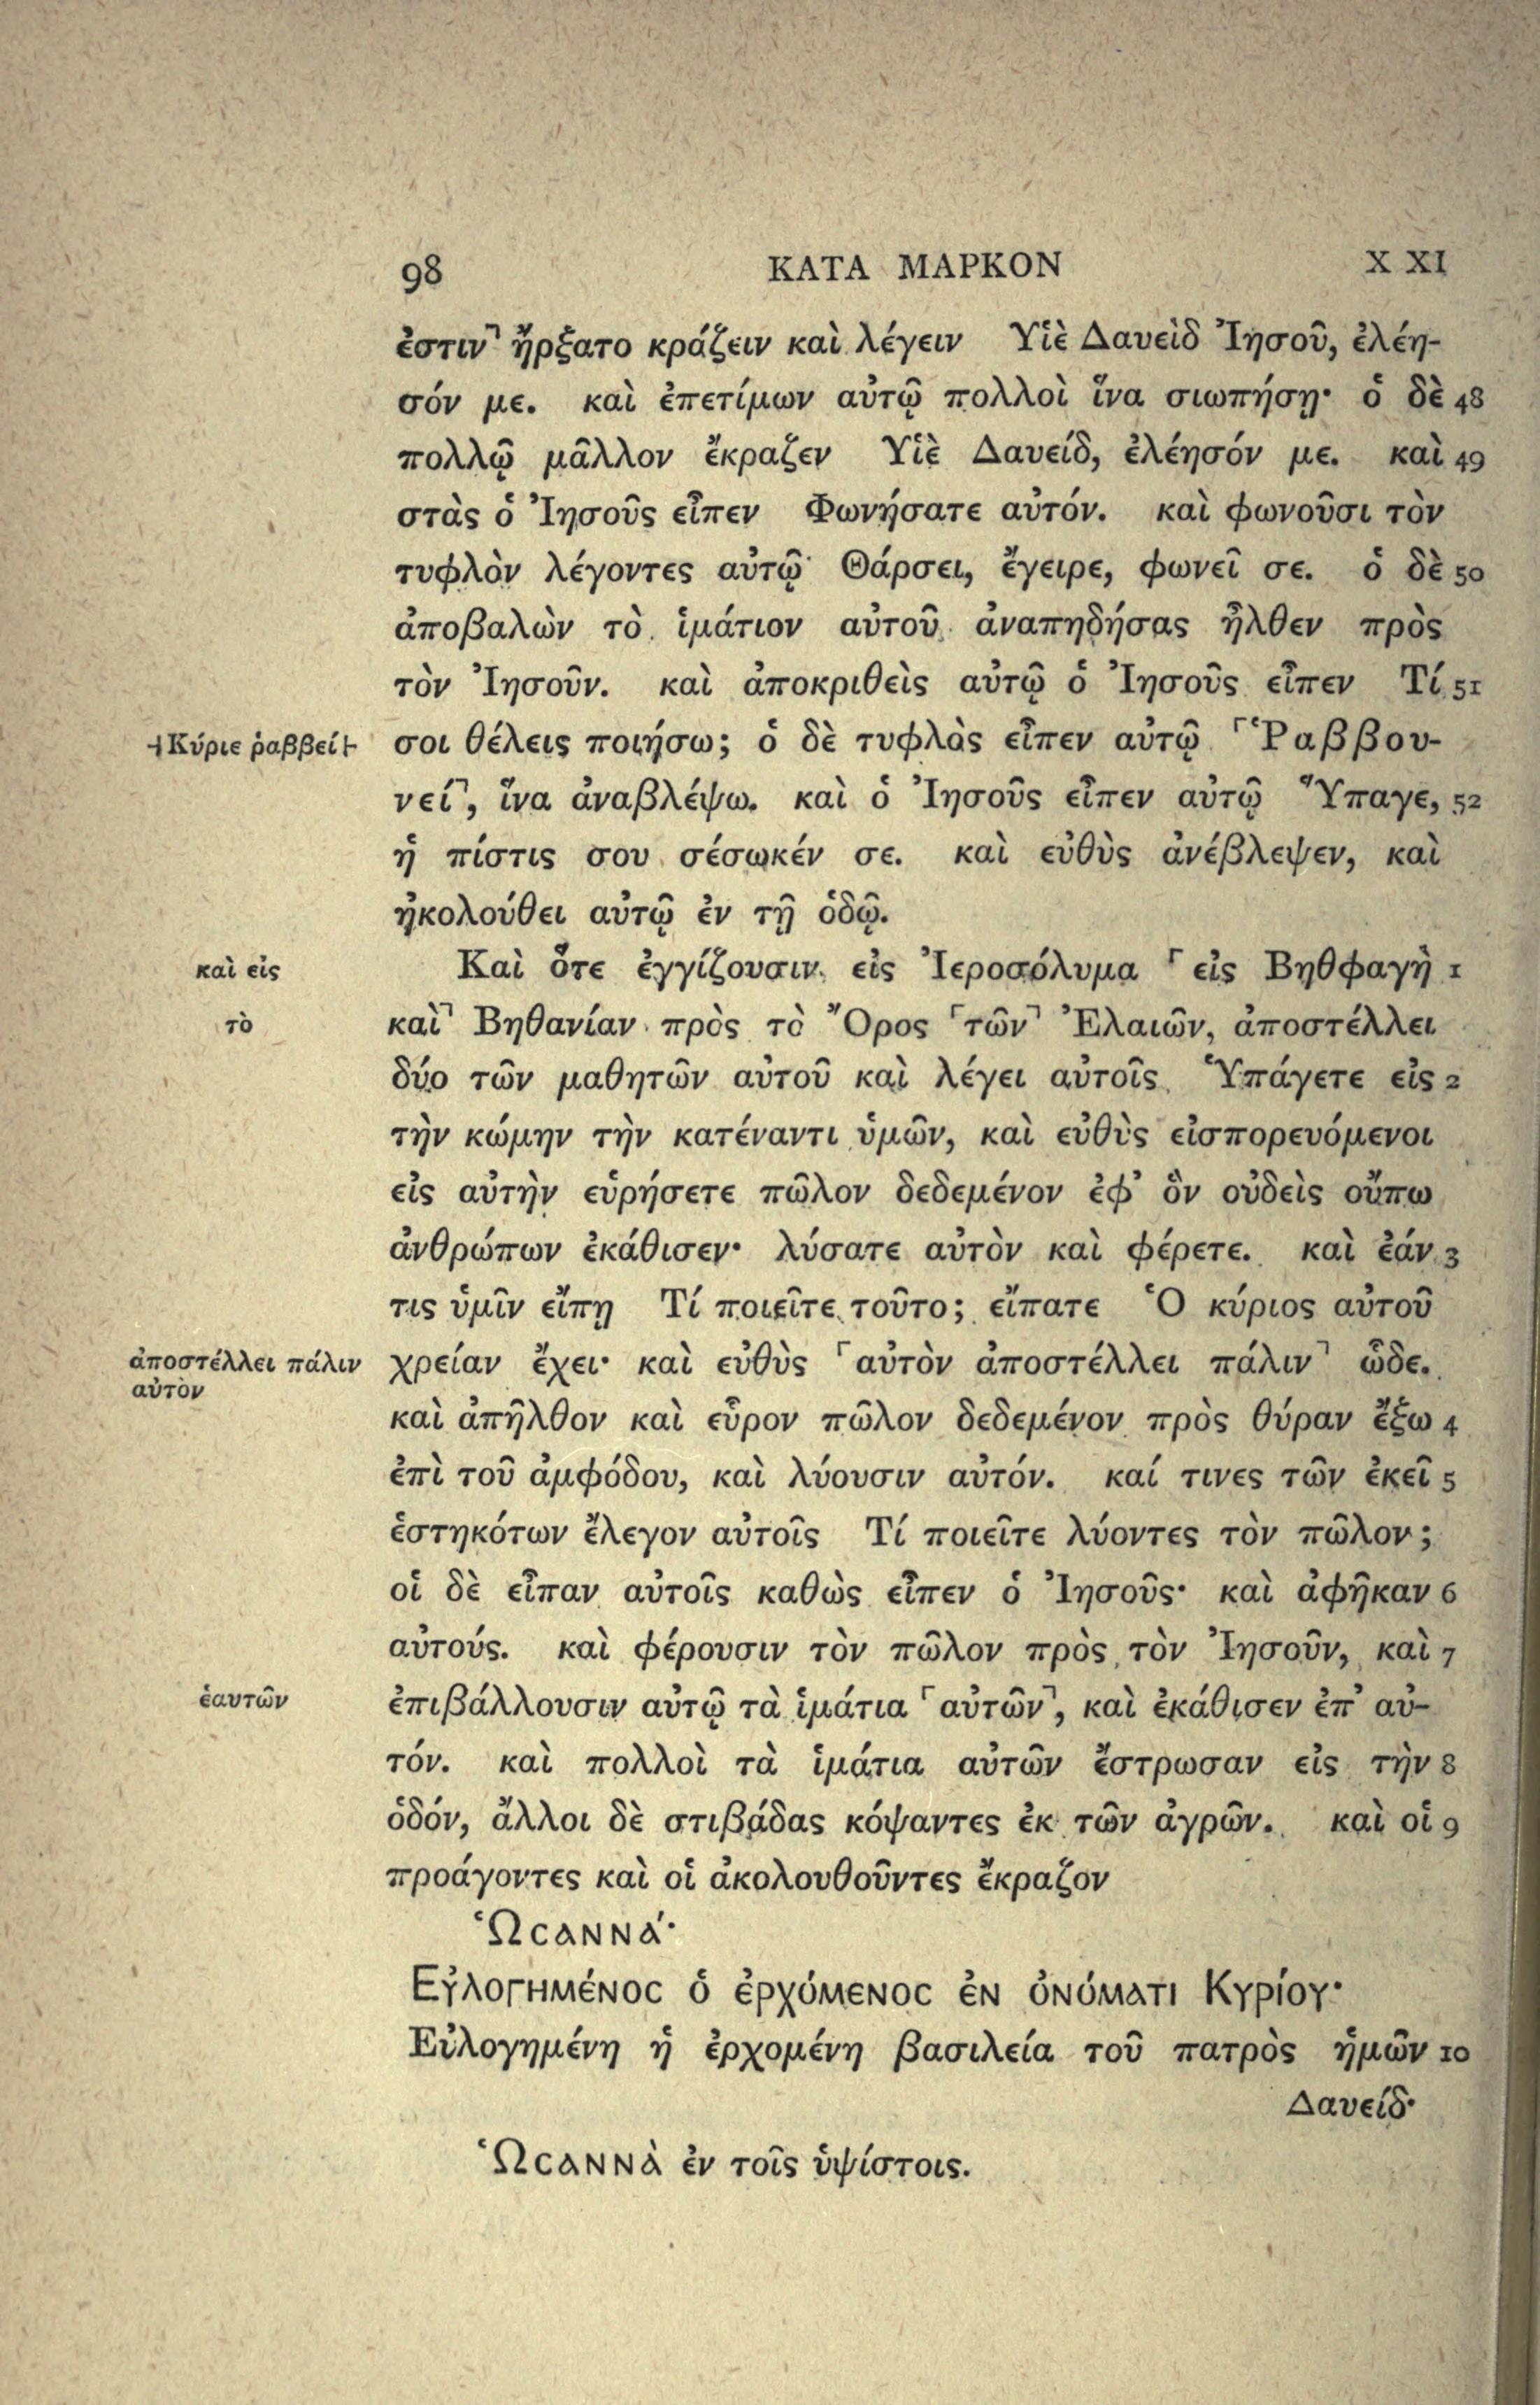 98 ΚΑΤΑ ΜΑΡΚΟΝ X XI
ἐστιν⸣ ἤρξατο κράζειν καὶ λέγειν Υἱὲ Δαυεὶδ Ἰησοῦ, ἐλέη-
σόν με. καὶ ἐπετίμων αὐτῷ πολλοὶ ἵνα σιωπήσῃ· ὁ δὲ 48
πολλῷ μᾶλλον ἔκραζεν Υἱὲ Δαυείδ, ἐλέησόν με. καὶ 49
στὰς ὁ Ἰησοῦς εἶπεν Φωνήσατε αὐτόν. καὶ φωνοῦσι τὸν
τυφλὸν λέγοντες αὐτῷ Θάρσει, ἔγειρε, φωνεῖ σε. ὁ δὲ 50
ἀποβαλὼν τὸ ἱμάτιον αὐτοῦ ἀναπηδήσας ἦλθεν πρὸς
τὸν Ἰησοῦν. καὶ ἀποκριθεὶς αὐτῷ ὁ Ἰησοῦς εἶπεν Τί 51
⫞Κύριε ῥαββεί⊢ σοι θέλεις ποιήσω; ὁ δὲ τυφλὸς εἶπεν αὐτῷ ⸢Ῥαββου-
νεί⸣, ἵνα ἀναβλέψω. καὶ ὁ Ἰησοῦς εἶπεν αὐτῷ Ὕπαγε, 52
ἡ πίστις σου σέσωκέν σε. καὶ εὐθὺς ἀνέβλεψεν, καὶ
ἠκολούθει αὐτῷ ἐν τῇ ὁδῷ.
καὶ εἰς Καὶ ὅτε ἐγγίζουσιν εἰς Ἰεροσόλυμα ⸢εἰς Βηθφαγὴ 1
τὸ καὶ⸣ Βηθανίαν πρὸς τὸ Ὄρος ⸢τῶν⸣ Ἐλαιῶν, ἀποστέλλει
δύο τῶν μαθητῶν αὐτοῦ καὶ λέγει αὐτοῖς Ὑπάγετε εἰς 2
τὴν κώμην τὴν κατέναντι ὑμῶν, καὶ εὐθὺς εἰσπορευόμενοι
εἰς αὐτὴν εὑρήσετε πῶλον δεδεμένον ἐφ' ὃν οὐδεὶς οὔπω
ἀνθρώπων ἐκάθισεν· λύσατε αὐτὸν καὶ φέρετε. καὶ ἐάν 3
τις ὑμῖν εἴπῃ Τί ποιεῖτε τοῦτο; εἴπατε Ὁ κύριος αὐτοῦ
ἀποστέλλει πάλιν χρείαν ἔχει· καὶ εὐθὺς ⸢αὐτὸν ἀποστέλλει πάλιν⸣ ὧδε.
αὐτὸν
καὶ ἀπῆλθον καὶ εὗρον πῶλον δεδεμένον πρὸς θύραν ἔξω 4
ἐπὶ τοῦ ἀμφόδου, καὶ λύουσιν αὐτόν. καί τινες τῶν ἐκεῖ 5
ἑστηκότων ἔλεγον αὐτοῖς Τί ποιεῖτε λύοντες τὸν πῶλον;
οἱ δὲ εἶπαν αὐτοῖς καθὼς εἶπεν ὁ Ἰησοῦς· καὶ ἀφῆκαν 6
αὐτούς. καὶ φέρουσιν τὸν πῶλον πρὸς τὸν Ἰησοῦν, καὶ 7
ἑαυτῶν ἐπιβάλλουσιν αὐτῷ τὰ ἱμάτια ⸢αὐτῶν⸣, καὶ ἐκάθισεν ἐπ' αὐ-
τόν. καὶ πολλοὶ τὰ ἱμάτια αὐτῶν ἔστρωσαν εἰς τὴν 8
ὁδόν, ἄλλοι δὲ στιβάδας κόψαντες ἐκ τῶν ἀγρῶν. καὶ οἱ 9
προάγοντες καὶ οἱ ἀκολουθοῦντες ἔκραζον
Ὡσαννά·
Εὐλογημένος ὁ ἐρχόμενος ἐν ὀνόματι Κυρίου·
Εὐλογημένη ἡ ἐρχομένη βασιλεία τοῦ πατρὸς ἡμῶν 10
Δαυείδ·
Ὡσαννὰ ἐν τοῖς ὑψίστοις.